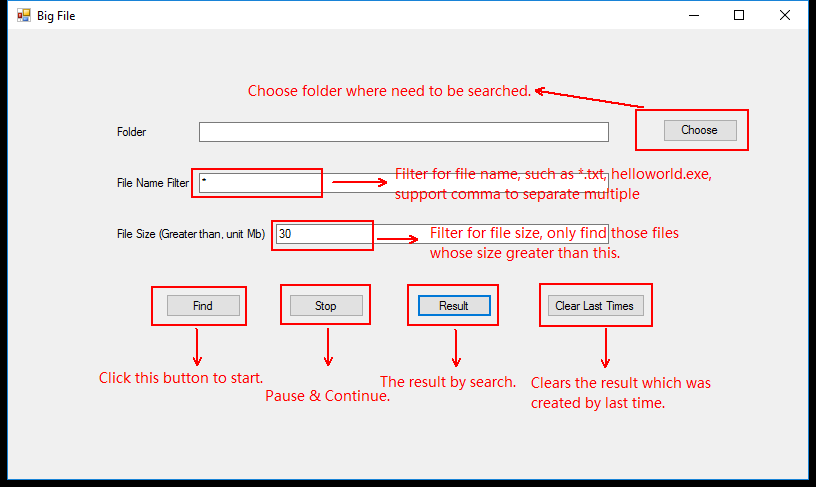 Big File
Choose folder where need to be searched.
Folder
Choose
File Name Filter
*
Filter for file name, such as *.txt, helloworld.exe,
support comma to separate multiple
File Size (Greater than, unit Mb)
30
Filter for file size, only find those files
whose size greater than this.
Find
Stop
Result
Clear Last Times
Click this button to start.
Pause & Continue.
The result by search.
Clears the result which was
created by last time.